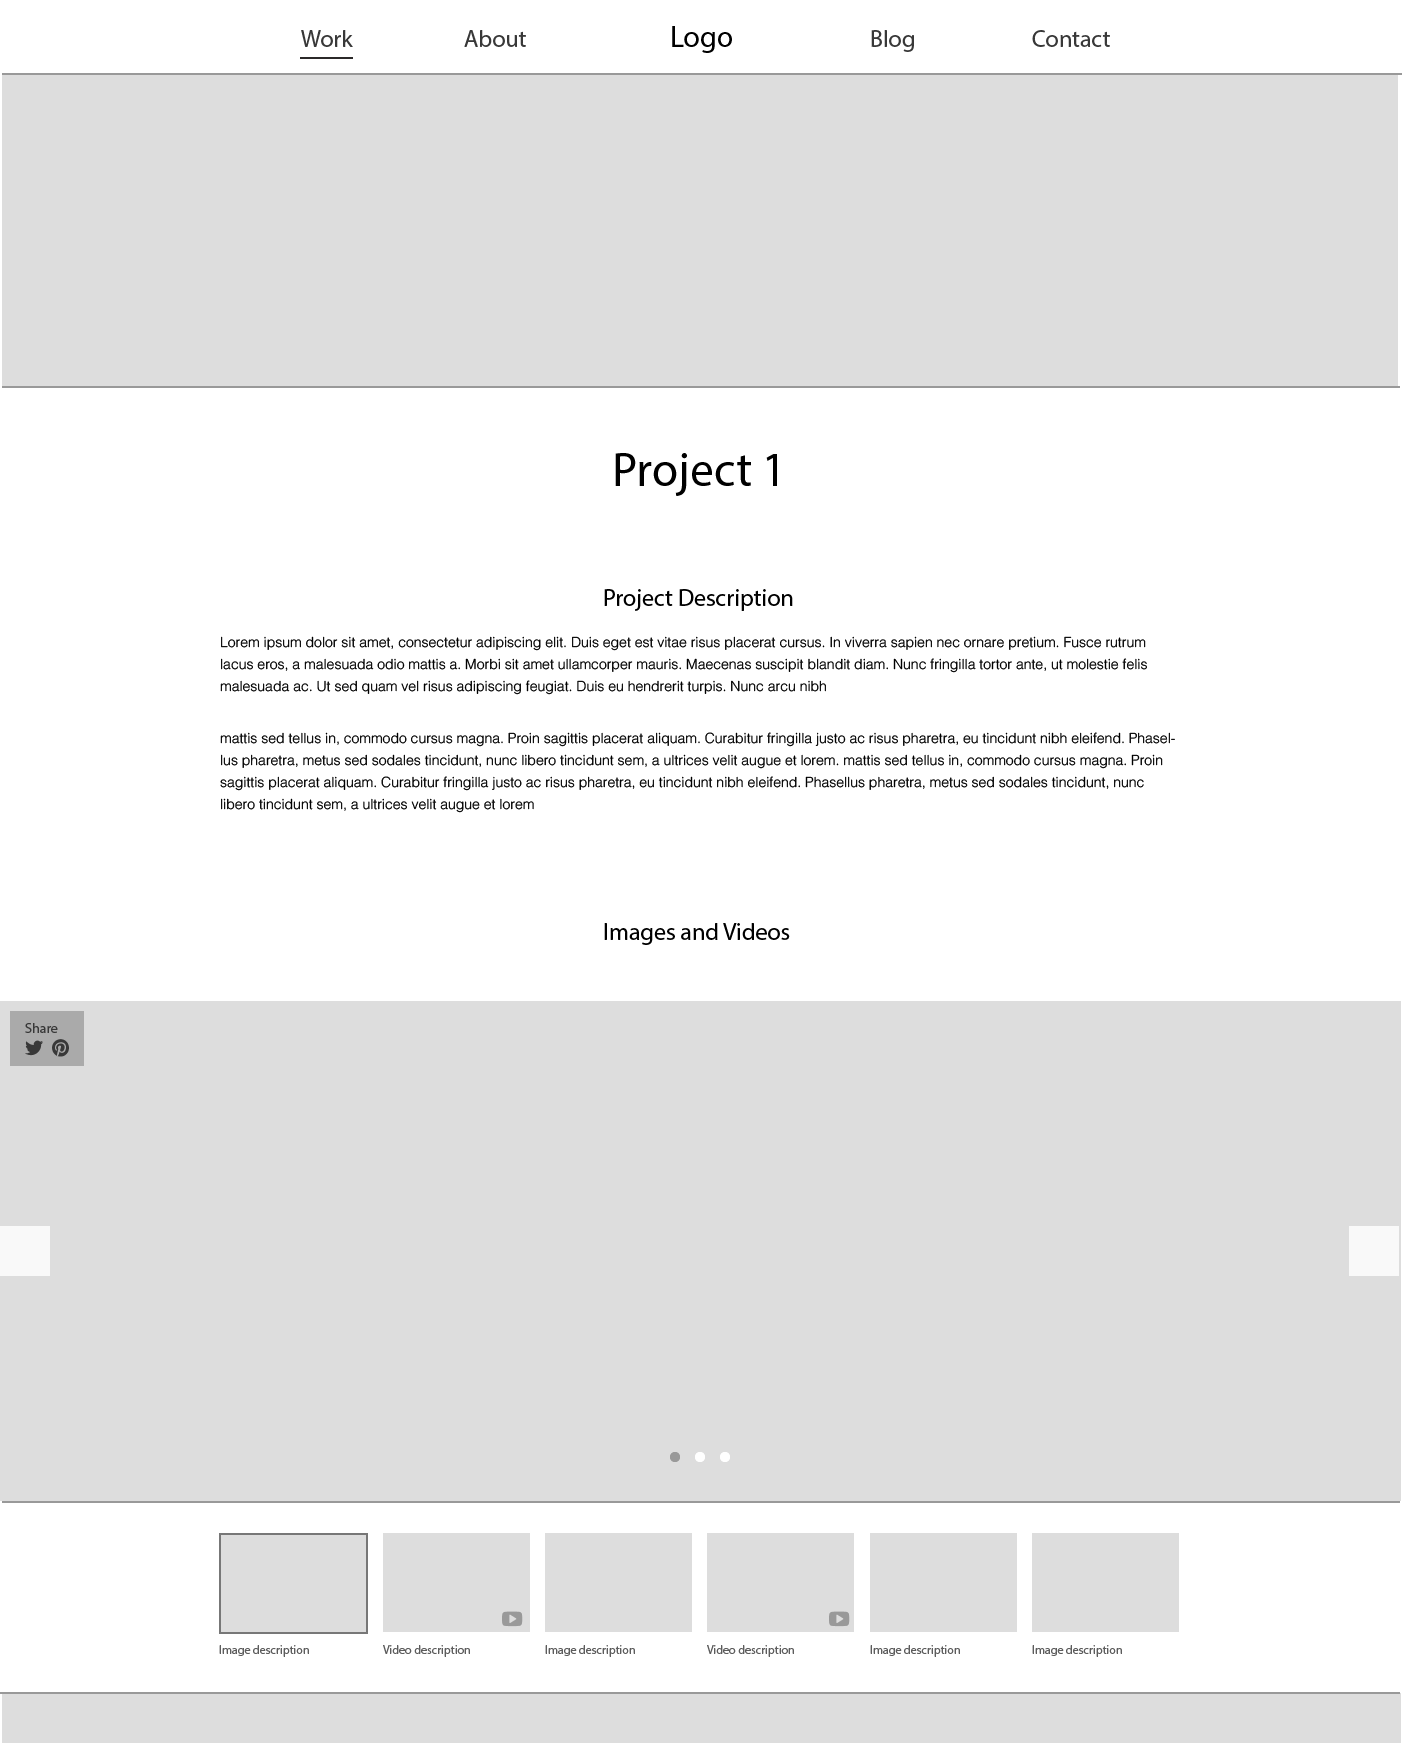 Work About Logo Blog Contact
Project 1
Project Description
Lorem ipsum dolor sit amet, consectetur adipiscing elit. Duis eget est vitae risus placerat cursus. In viverra sapien nec ornare pretium. Fusce rutrum
lacus eros, a malesuada odio mattis a. Morbi sit amet ullamcorper mauris. Maecenas suscipit blandit diam. Nunc fringilla tortor ante, ut molestie felis
malesuada ac. Ut sed quam vel risus adipiscing feugiat. Duis eu hendrerit turpis. Nunc arcu nibh
mattis sed tellus in, commodo cursus magna. Proin sagittis placerat aliquam. Curabitur fringilla justo ac risus pharetra, eu tincidunt nibh eleifend. Phasel-
lus pharetra, metus sed sodales tincidunt, nunc libero tincidunt sem, a ultrices velit augue et lorem. mattis sed tellus in, commodo cursus magna. Proin
sagittis placerat aliquam. Curabitur fringilla justo ac risus pharetra, eu tincidunt nibh eleifend. Phasellus pharetra, metus sed sodales tincidunt, nunc
libero tincidunt sem, a ultrices velit augue et lorem
Images and Videos
Share
Image description Video description Image description Video description Image description Image description